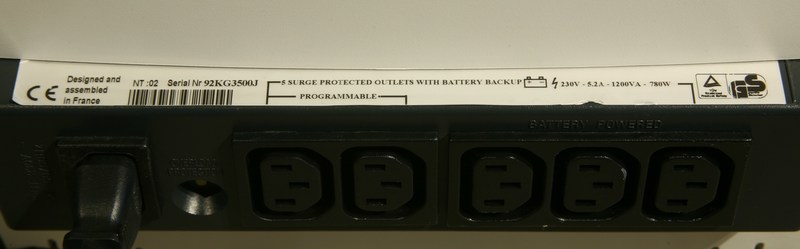 CE
Designed and
assembled
in France
NT :02 Serial Nr 92KG3500J
5 SURGE PROTECTED OUTLETS WITH BATTERY BACKUP
230V - 5.2A - 1200VA - 780W
PROGRAMMABLE
GS
BATTERY POWERED